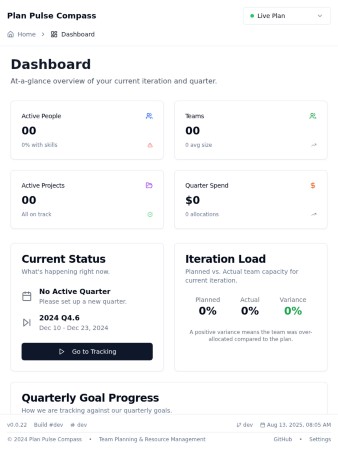 Plan Pulse Compass
Live Plan
Home
Dashboard
Dashboard
At-a-glance overview of your current iteration and quarter.
Active People
00
0% with skills
Teams
00
0 avg size
Active Projects
00
All on track
Quarter Spend
$0
0 allocations
Current Status
What's happening right now.
No Active Quarter
Please set up a new quarter.
2024 Q4.6
Dec 10 - Dec 23, 2024
Go to Tracking
Iteration Load
Planned vs. Actual team capacity for
current iteration.
Planned Actual Variance
0% 0% 0%
A positive variance means the team was over-
allocated compared to the plan.
Quarterly Goal Progress
How we are tracking against our quarterly goals.
v0.0.22 Build #dev # dev
dev Aug 13, 2025, 08:05 AM
© 2024 Plan Pulse Compass • Team Planning & Resource Management
GitHub • Settings